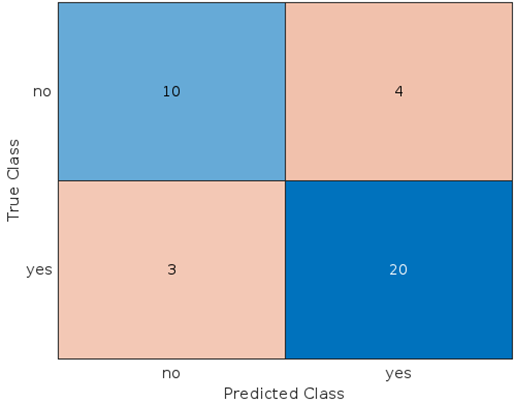 True Class
no
10
4
yes
3
20
no
yes
Predicted Class